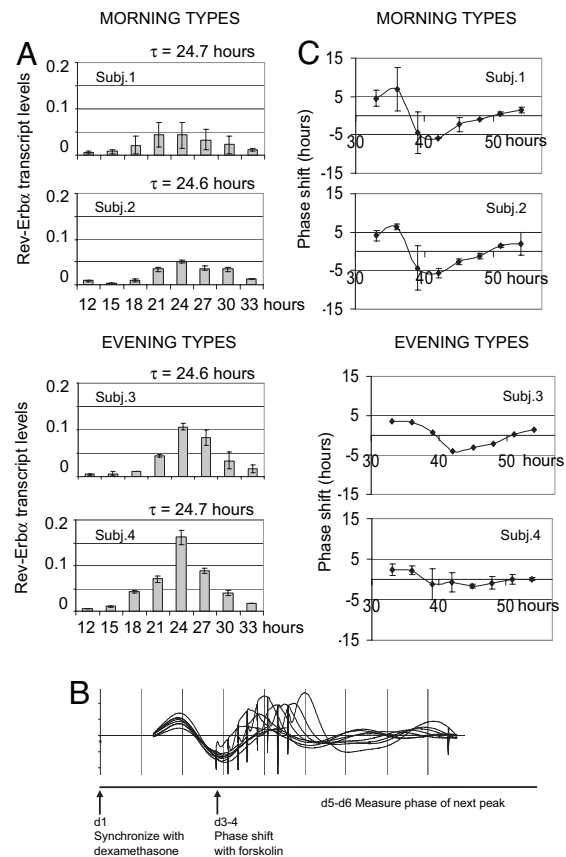 MORNING TYPES
A
τ = 24.7 hours
Rev-Erbα transcript levels
0.2
0.1
0
Subj.1
τ = 24.6 hours
0.2
0.1
0
Subj.2
12 15 18 21 24 27 30 33 hours
EVENING TYPES
τ = 24.6 hours
Rev-Erbα transcript levels
0.2
0.1
0
Subj.3
τ = 24.7 hours
0.2
0.1
0
Subj.4
12 15 18 21 24 27 30 33 hours
MORNING TYPES
C
Phase shift (hours)
15
5
-5
-15
30 40 50 hours
Subj.1
15
5
-5
-15
30 40 50 hours
Subj.2
EVENING TYPES
Phase shift (hours)
15
5
-5
-15
30 40 50 hours
Subj.3
15
5
-5
-15
30 40 50 hours
Subj.4
B
d1
Synchronize with
dexamethasone
d3-4
Phase shift
with forskolin
d5-d6 Measure phase of next peak